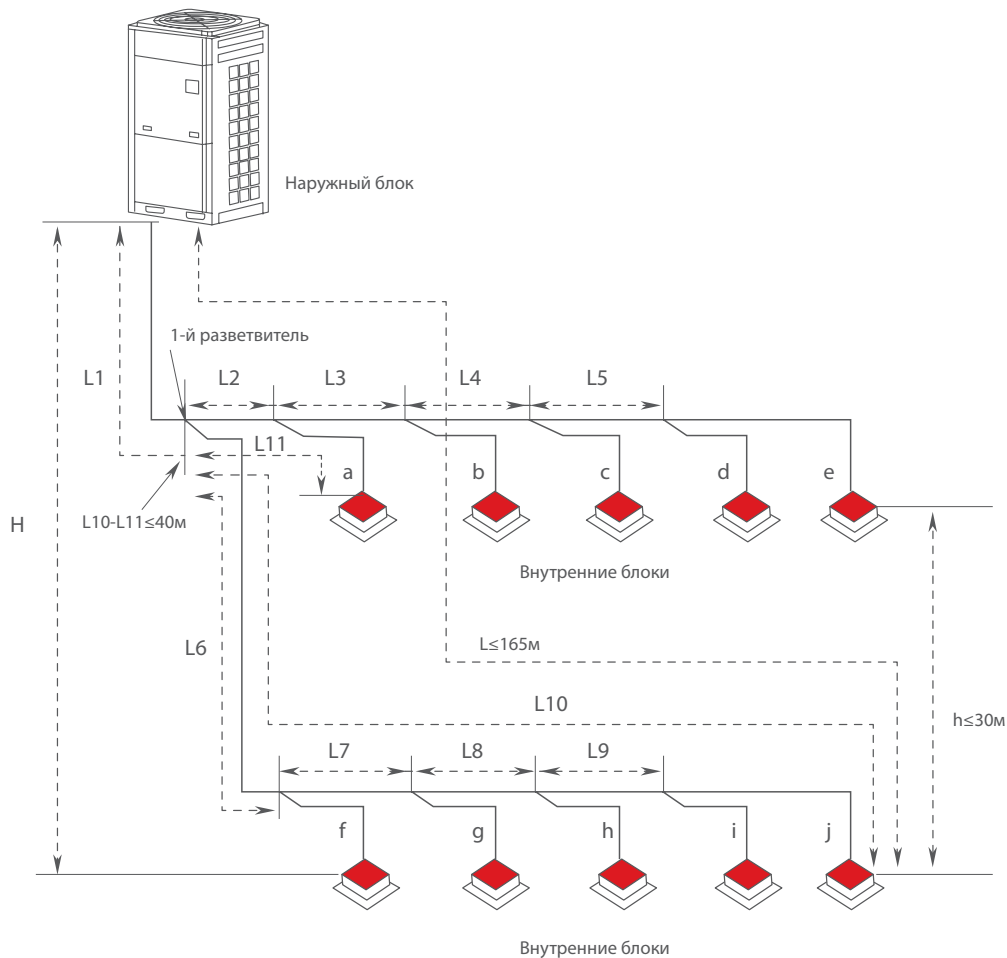 Наружный блок
1-й разветвитель
L1
L2
L3
L4
L5
L11
a
b
c
d
e
H
L10-L11≤40м
Внутренние блоки
L6
L≤165м
L10
h≤30м
L7
L8
L9
f
g
h
i
j
Внутренние блоки